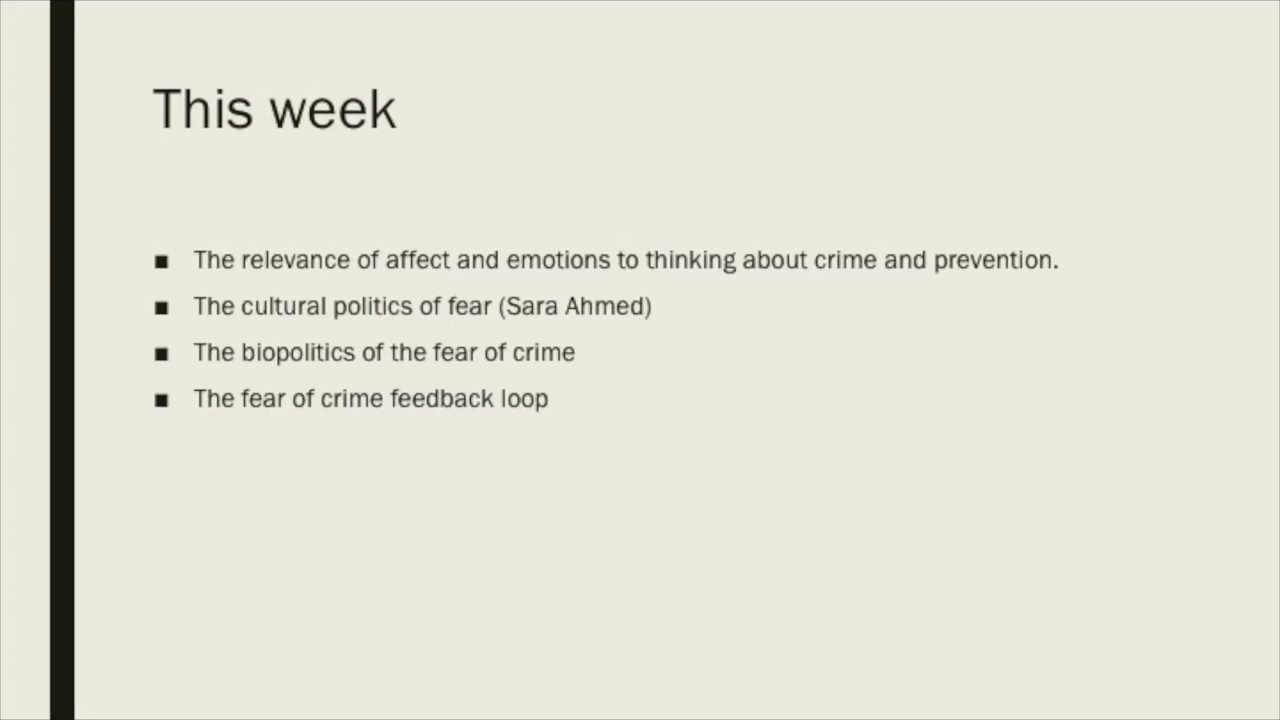 This week
■ The relevance of affect and emotions to thinking about crime and prevention.
■ The cultural politics of fear (Sara Ahmed)
■ The biopolitics of the fear of crime
■ The fear of crime feedback loop